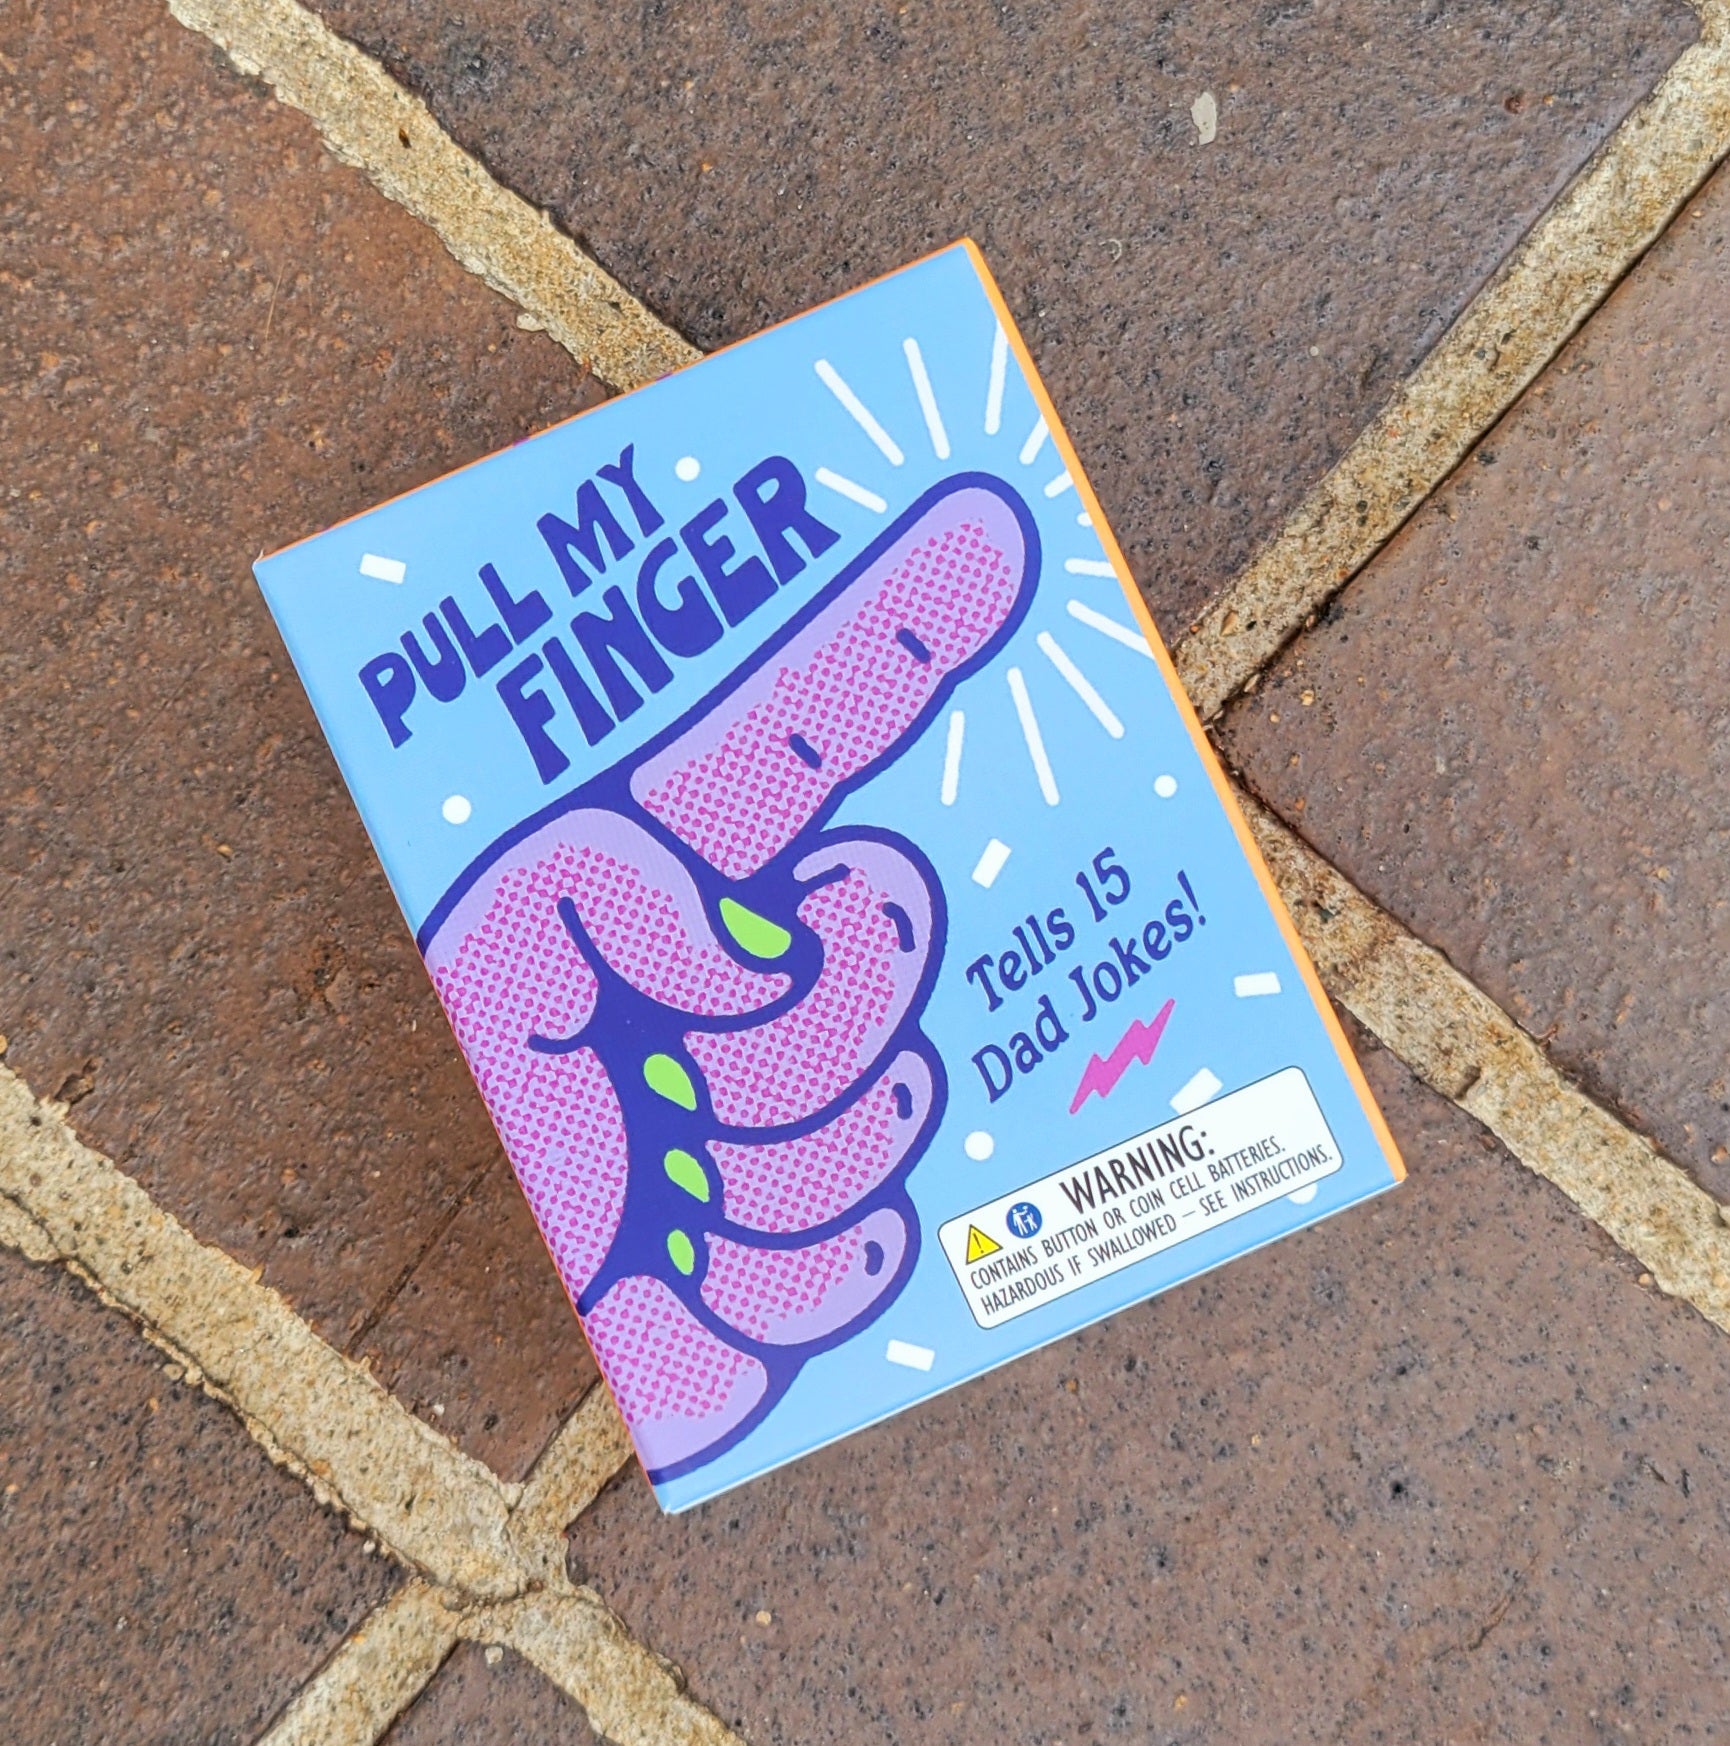 PULL MY
FINGER
Tells 15
Dad Jokes!
WARNING:
CONTAINS BUTTON OR COIN CELL BATTERIES.
HAZARDOUS IF SWALLOWED – SEE INSTRUCTIONS.